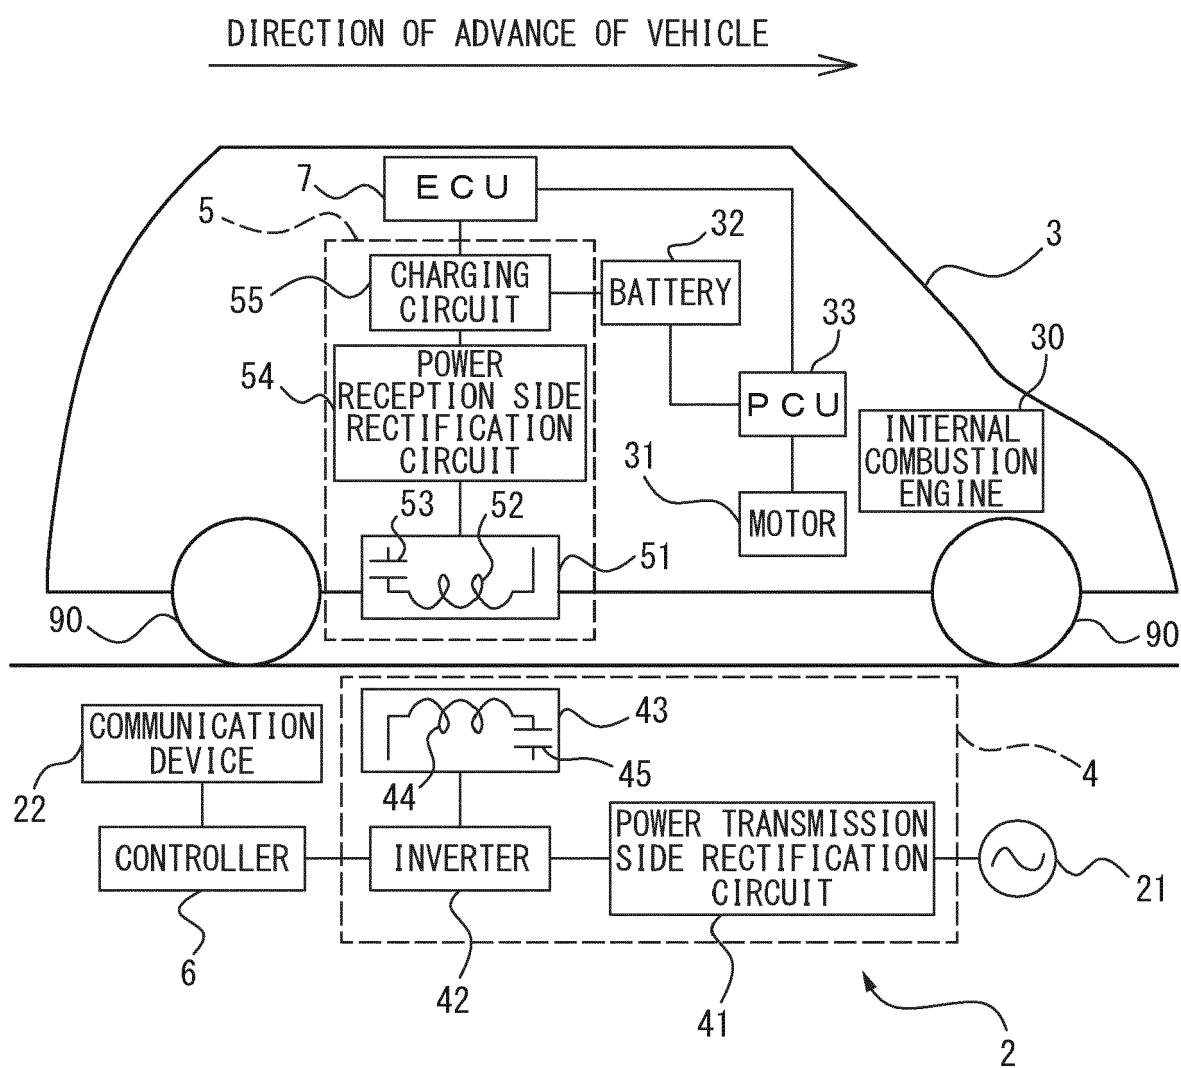 DIRECTION OF ADVANCE OF VEHICLE
7
ECU
5
32
3
CHARGING
CIRCUIT
55
BATTERY
33
30
54
POWER
RECEPTION SIDE
RECTIFICATION
CIRCUIT
PCU
INTERNAL
COMBUSTION
ENGINE
31
MOTOR
53
52
51
90
90
COMMUNICATION
DEVICE
22
43
44
45
4
CONTROLLER
INVERTER
POWER TRANSMISSION
SIDE RECTIFICATION
CIRCUIT
21
6
42
41
2